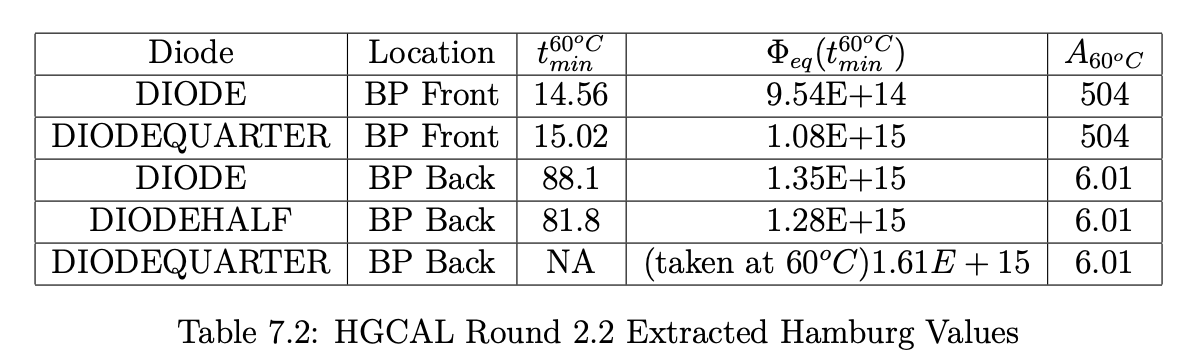 Diode Location t_{min}^{60^oC} Φ_{eq}(t_{min}^{60^oC}) A_{60^oC}
DIODE BP Front 14.56 9.54E+14 504
DIODEQUARTER BP Front 15.02 1.08E+15 504
DIODE BP Back 88.1 1.35E+15 6.01
DIODEHALF BP Back 81.8 1.28E+15 6.01
DIODEQUARTER BP Back NA (taken at 60^oC)1.61E + 15 6.01
Table 7.2: HGCAL Round 2.2 Extracted Hamburg Values